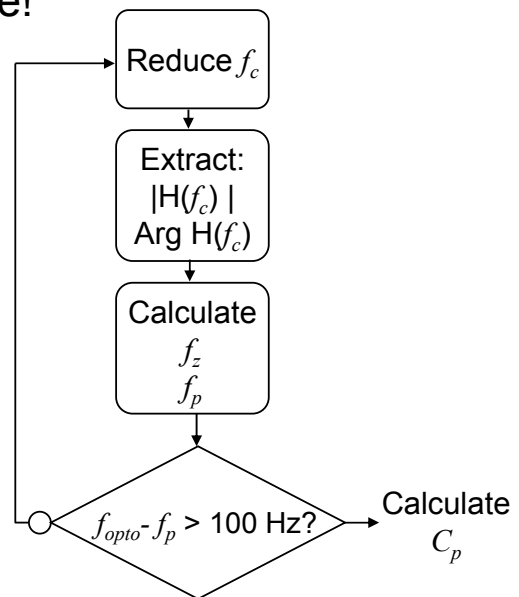 e!
Reduce f_c
Extract:
|H(f_c) |
Arg H(f_c)
Calculate
f_z
f_p
f_opto- f_p > 100 Hz?
Calculate
C_p